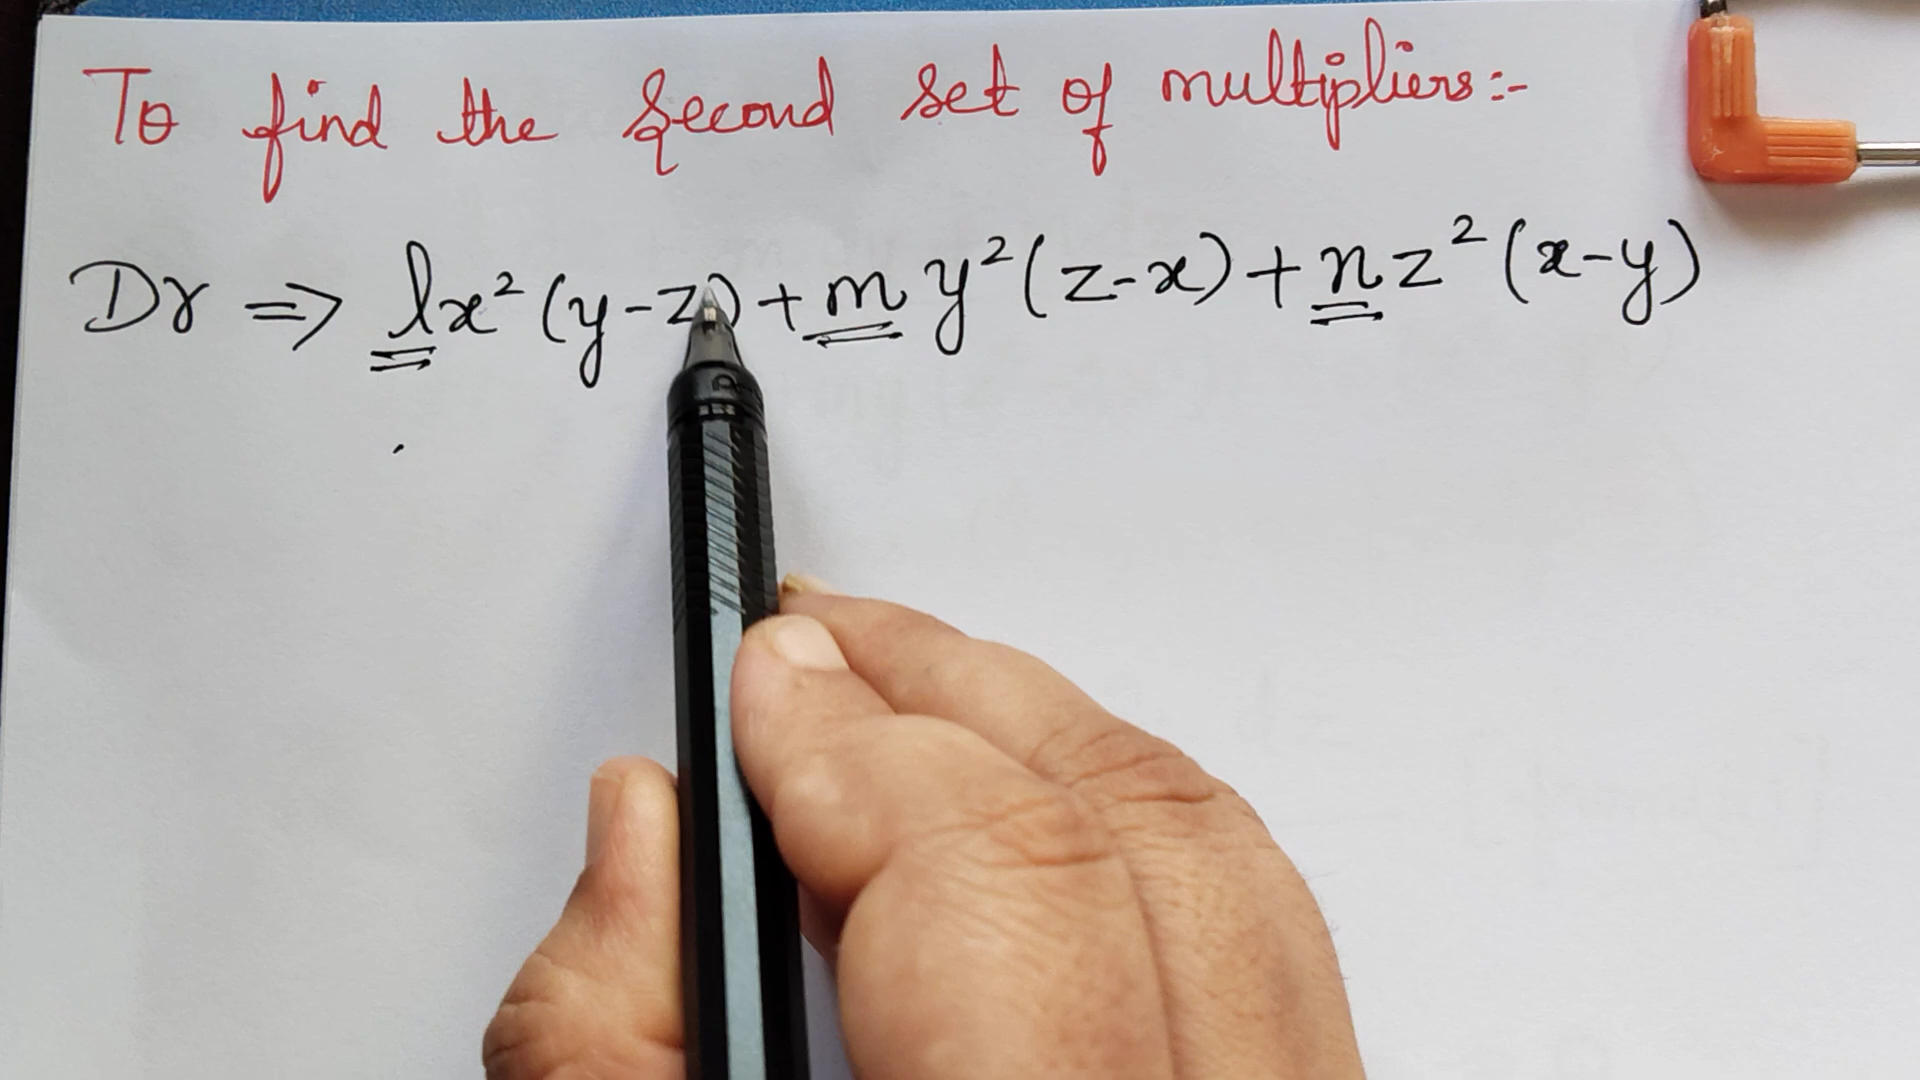 To find the second set of multipliers:-
Dr => lx²(y-z)+my²(z-x)+nz²(x-y)